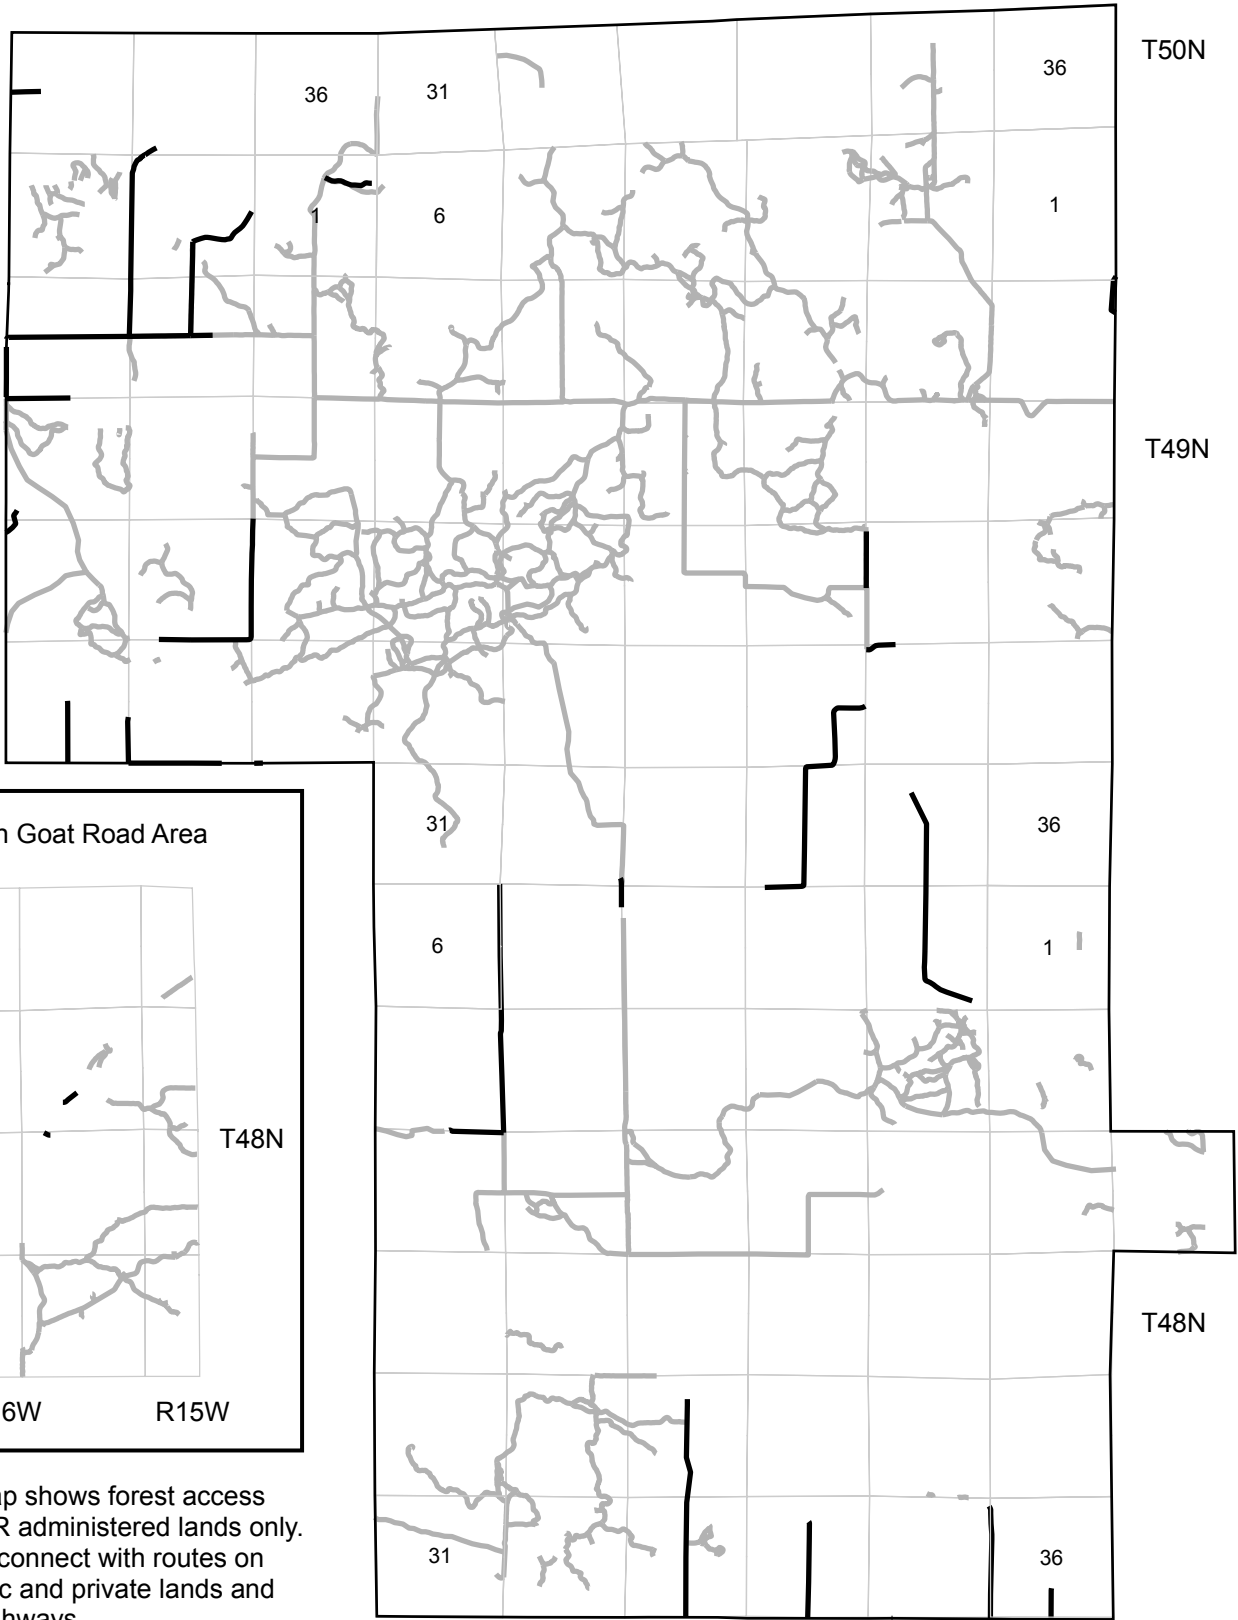 T50N
36
36
31
1
6
1
T49N
31
36
Goat Road Area
6
1
T48N
T48N
6W R15W
shows forest access
administered lands only.
connect with routes on
31
36
and private lands and